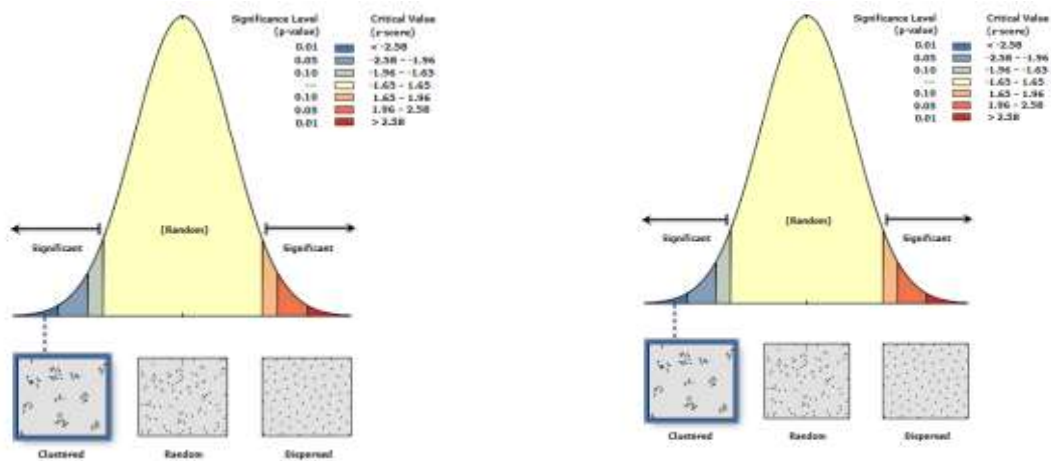 Significance Level (p-value) Critical Value (z-score)
0.01 < -2.58
0.05 -2.58 – -1.96
0.10 -1.96 – -1.65
--- -1.65 – 1.65
0.10 1.65 – 1.96
0.05 1.96 – 2.58
0.01 > 2.58
Significant
(Random)
Significant
Clustered
Random
Dispersed
Significance Level (p-value) Critical Value (z-score)
0.01 < -2.58
0.05 -2.58 – -1.96
0.10 -1.96 – -1.65
--- -1.65 – 1.65
0.10 1.65 – 1.96
0.05 1.96 – 2.58
0.01 > 2.58
Significant
(Random)
Significant
Clustered
Random
Dispersed